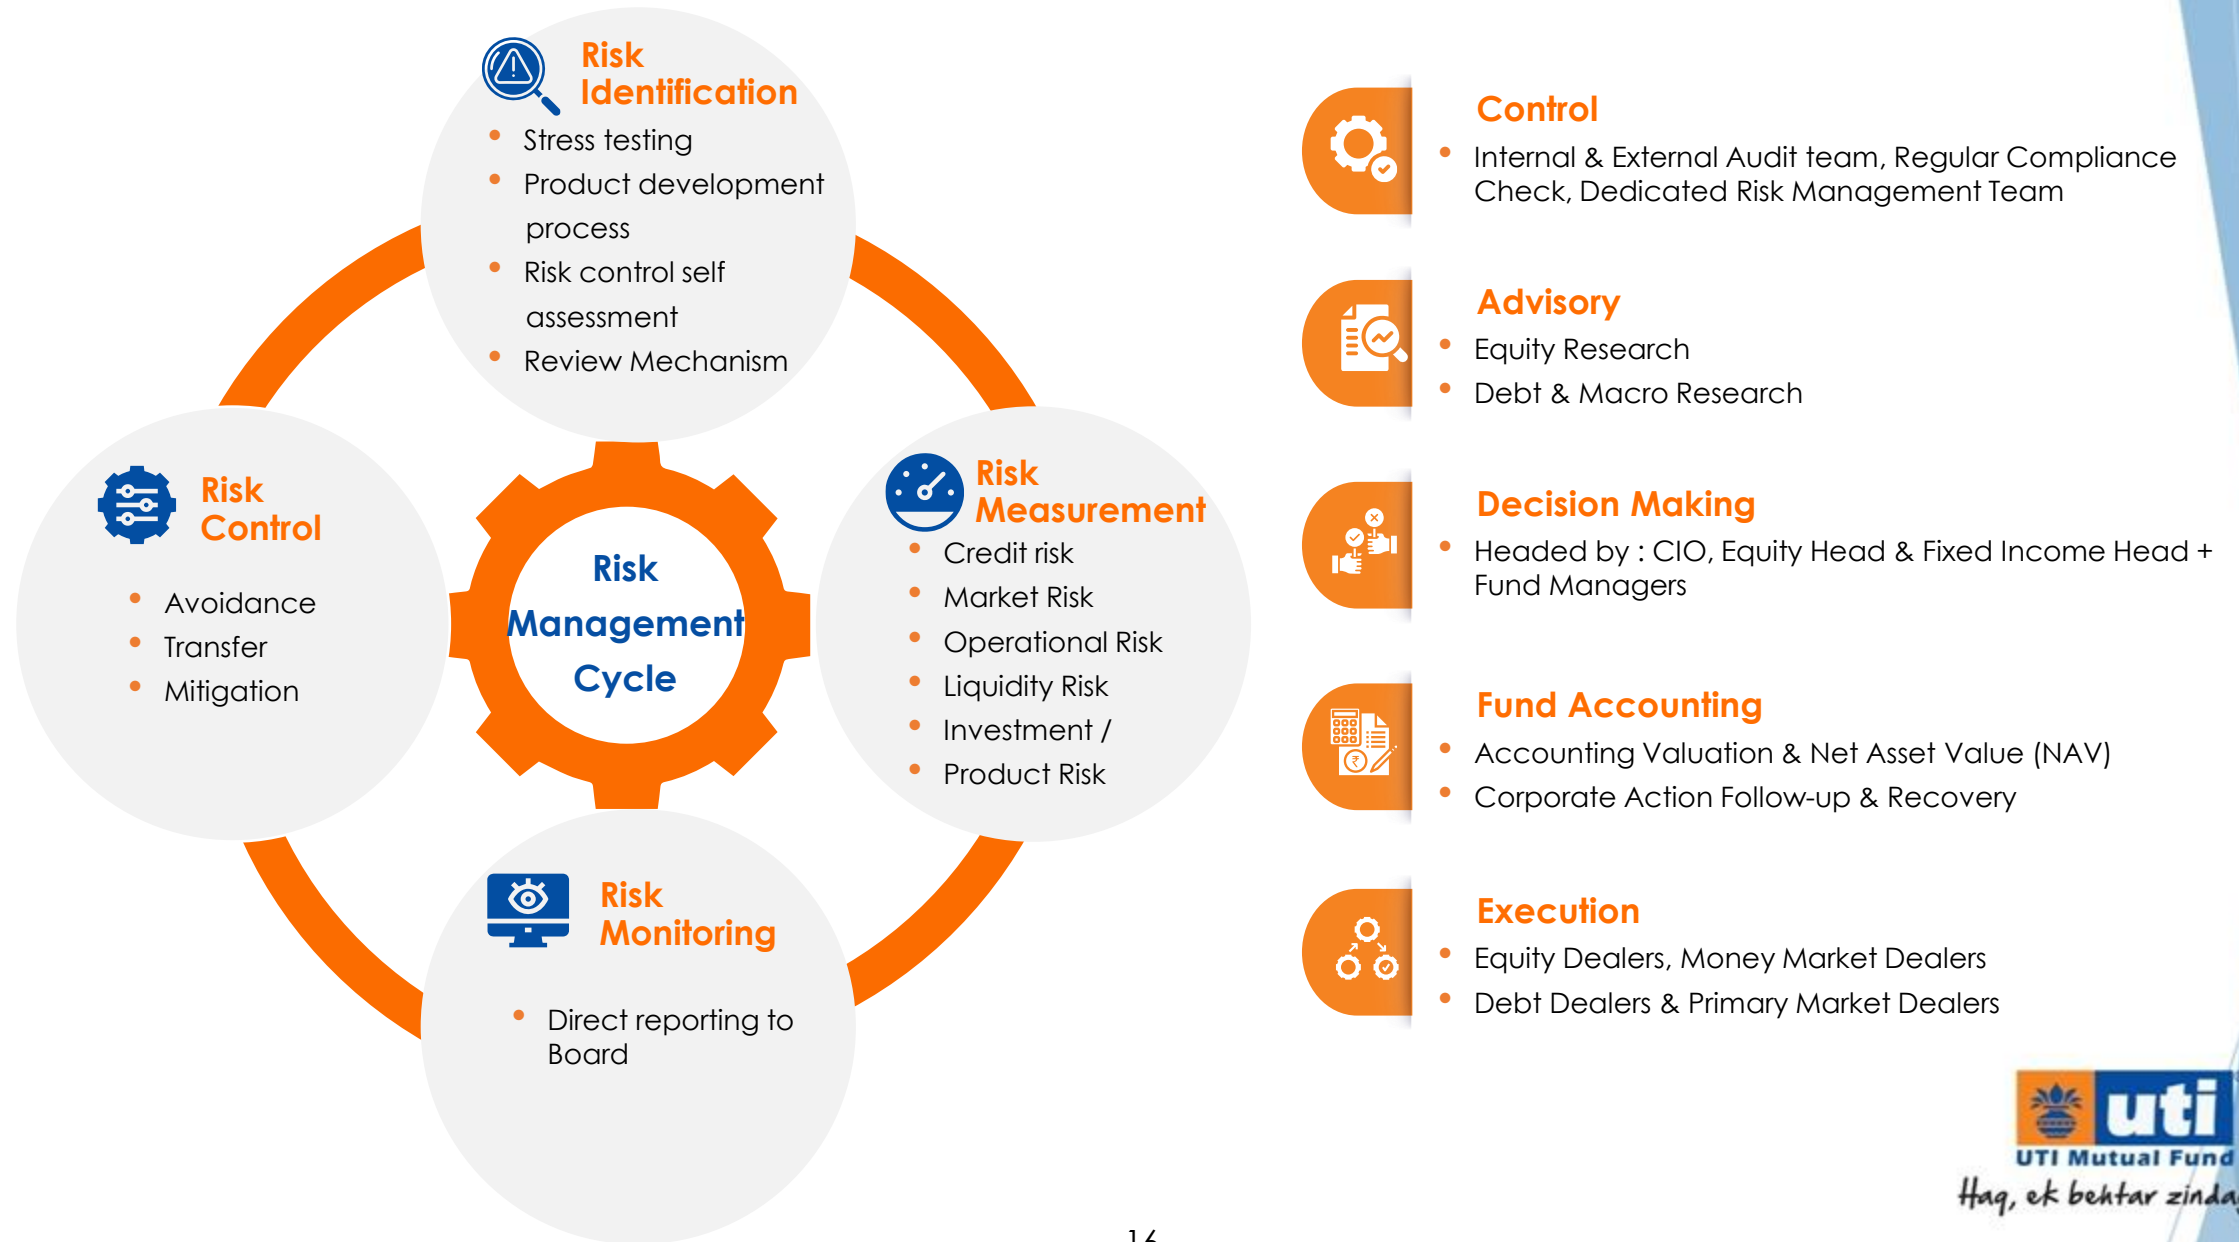 Risk
Identification
• Stress testing
• Product development
process
• Risk control self
assessment
• Review Mechanism
Risk
Measurement
• Credit risk
• Market Risk
• Operational Risk
• Liquidity Risk
• Investment /
• Product Risk
Risk
Monitoring
• Direct reporting to
Board
Risk
Control
• Avoidance
• Transfer
• Mitigation
Risk
Management
Cycle
Control
• Internal & External Audit team, Regular Compliance
Check, Dedicated Risk Management Team
Advisory
• Equity Research
• Debt & Macro Research
Decision Making
• Headed by : CIO, Equity Head & Fixed Income Head +
Fund Managers
Fund Accounting
• Accounting Valuation & Net Asset Value (NAV)
• Corporate Action Follow-up & Recovery
Execution
• Equity Dealers, Money Market Dealers
• Debt Dealers & Primary Market Dealers
uti
UTI Mutual Fund
Haq, ek behtar
16